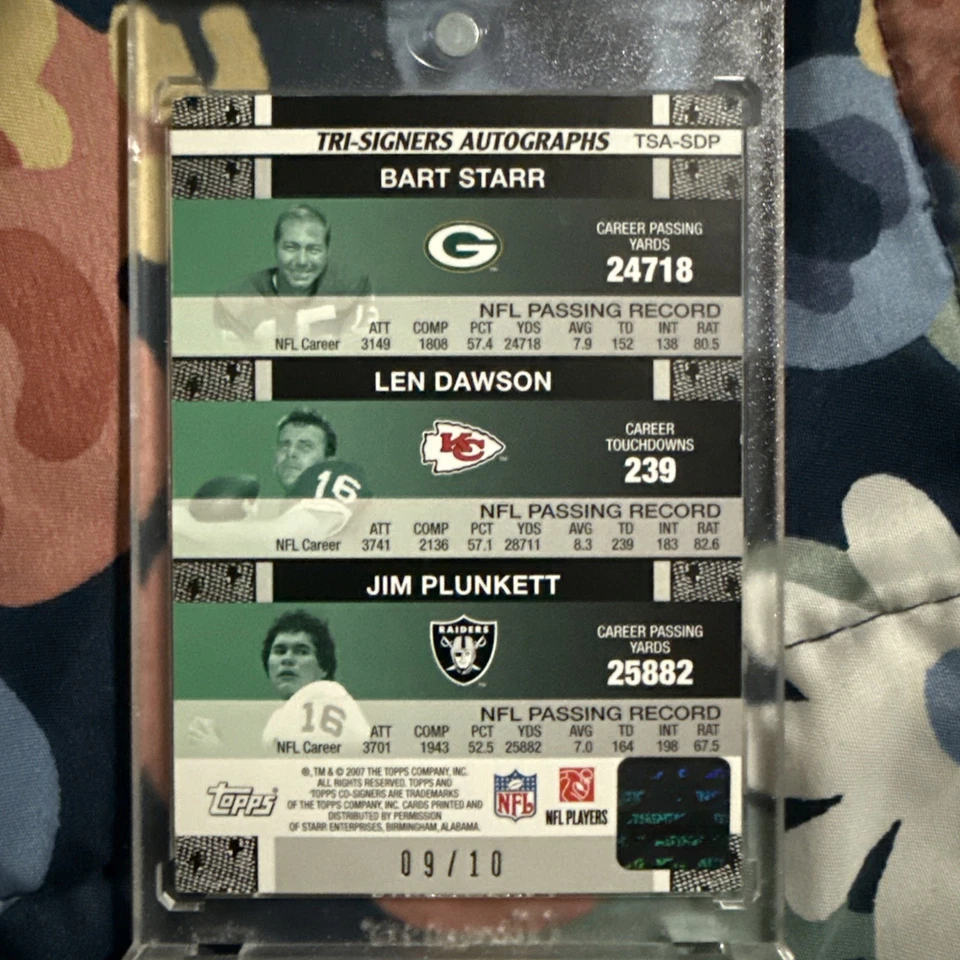 TRI-SIGNERS AUTOGRAPHS TSA-SDP
BART STARR
G
CAREER PASSING
YARDS
24718
NFL PASSING RECORD
ATT COMP PCT YDS AVG TD INT RAT
NFL Career 3149 1808 57.4 24718 7.9 152 138 80.5
LEN DAWSON
16
KC
CAREER
TOUCHDOWNS
239
NFL PASSING RECORD
ATT COMP PCT YDS AVG TD INT RAT
NFL Career 3741 2136 57.1 28711 8.3 239 183 82.6
JIM PLUNKETT
16
RAIDERS
CAREER PASSING
YARDS
25882
NFL PASSING RECORD
ATT COMP PCT YDS AVG TD INT RAT
NFL Career 3701 1943 52.5 25882 7.0 164 198 67.5
Topps
®, TM & © 2007 THE TOPPS COMPANY, INC.
ALL RIGHTS RESERVED. TOPPS AND
TOPPS CO-SIGNERS ARE TRADEMARKS
OF THE TOPPS COMPANY, INC. CARDS PRINTED AND
DISTRIBUTED BY PERMISSION
OF STARR ENTERPRISES, BIRMINGHAM, ALABAMA.
NFL
NFL PLAYERS
09/10